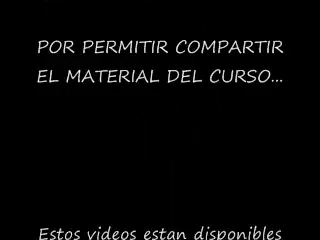 POR PERMITIR COMPARTIR
EL MATERIAL DEL CURSO...
Estos videos estan disponibles